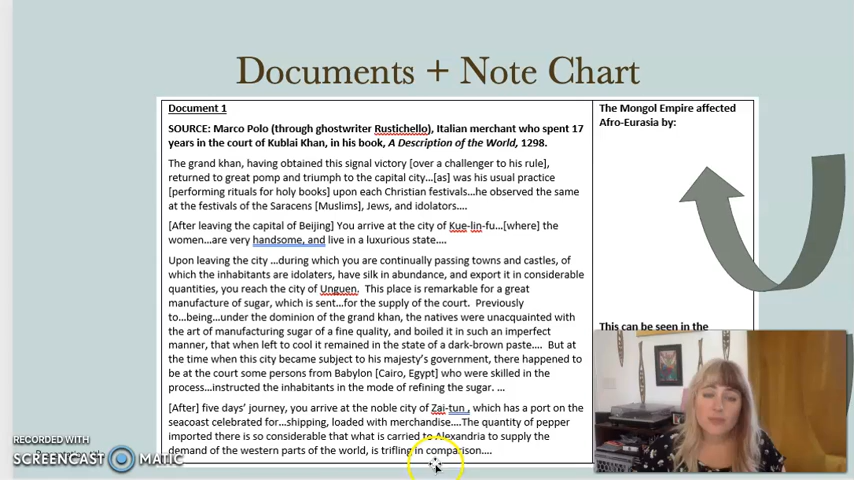 Documents + Note Chart
Document 1
SOURCE: Marco Polo (through ghostwriter Rustichello), Italian merchant who spent 17
years in the court of Kublai Khan, in his book, A Description of the World, 1298.
The grand khan, having obtained this signal victory [over a challenger to his rule],
returned to great pomp and triumph to the capital city…[as] was his usual practice
[performing rituals for holy books] upon each Christian festivals…he observed the same
at the festivals of the Saracens [Muslims], Jews, and idolators….
[After leaving the capital of Beijing] You arrive at the city of Kue-lin-fu…[where] the
women…are very handsome, and live in a luxurious state….
Upon leaving the city …during which you are continually passing towns and castles, of
which the inhabitants are idolaters, have silk in abundance, and export it in considerable
quantities, you reach the city of Unguen. This place is remarkable for a great
manufacture of sugar, which is sent…for the supply of the court. Previously
to…being…under the dominion of the grand khan, the natives were unacquainted with
the art of manufacturing sugar of a fine quality, and boiled it in such an imperfect
manner, that when left to cool it remained in the state of a dark-brown paste…. But at
the time when this city became subject to his majesty's government, there happened to
be at the court some persons from Babylon [Cairo, Egypt] who were skilled in the
process…instructed the inhabitants in the mode of refining the sugar. …
[After] five days' journey, you arrive at the noble city of Zai-tun , which has a port on the
seacoast celebrated for…shipping, loaded with merchandise….The quantity of pepper
imported there is so considerable that what is carried to Alexandria to supply the
demand of the western parts of the world, is trifling in comparison….
The Mongol Empire affected
Afro-Eurasia by:
This can be seen in the
RECORDED WITH
SCREENCAST MATIC